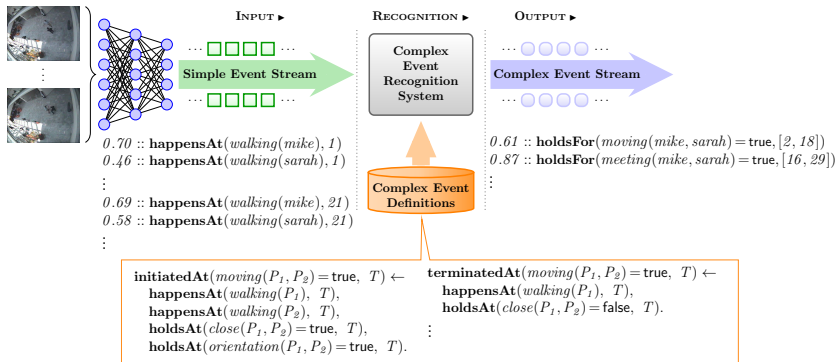 INPUT ►
RECOGNITION ►
OUTPUT ►
... ...
Simple Event Stream
... ...
Complex
Event
Recognition
System
... ...
Complex Event Stream
... ...
⋮
0.70 :: happensAt(walking(mike), 1)
0.46 :: happensAt(walking(sarah), 1)
⋮
0.69 :: happensAt(walking(mike), 21)
0.58 :: happensAt(walking(sarah), 21)
⋮
Complex Event
Definitions
0.61 :: holdsFor(moving(mike, sarah) = true, [2, 18])
0.87 :: holdsFor(meeting(mike, sarah) = true, [16, 29])
⋮
initiatedAt(moving(P₁, P₂) = true, T) ←
happensAt(walking(P₁), T),
happensAt(walking(P₂), T),
holdsAt(close(P₁, P₂) = true, T),
holdsAt(orientation(P₁, P₂) = true, T).
terminatedAt(moving(P₁, P₂) = true, T) ←
happensAt(walking(P₁), T),
holdsAt(close(P₁, P₂) = false, T).
⋮